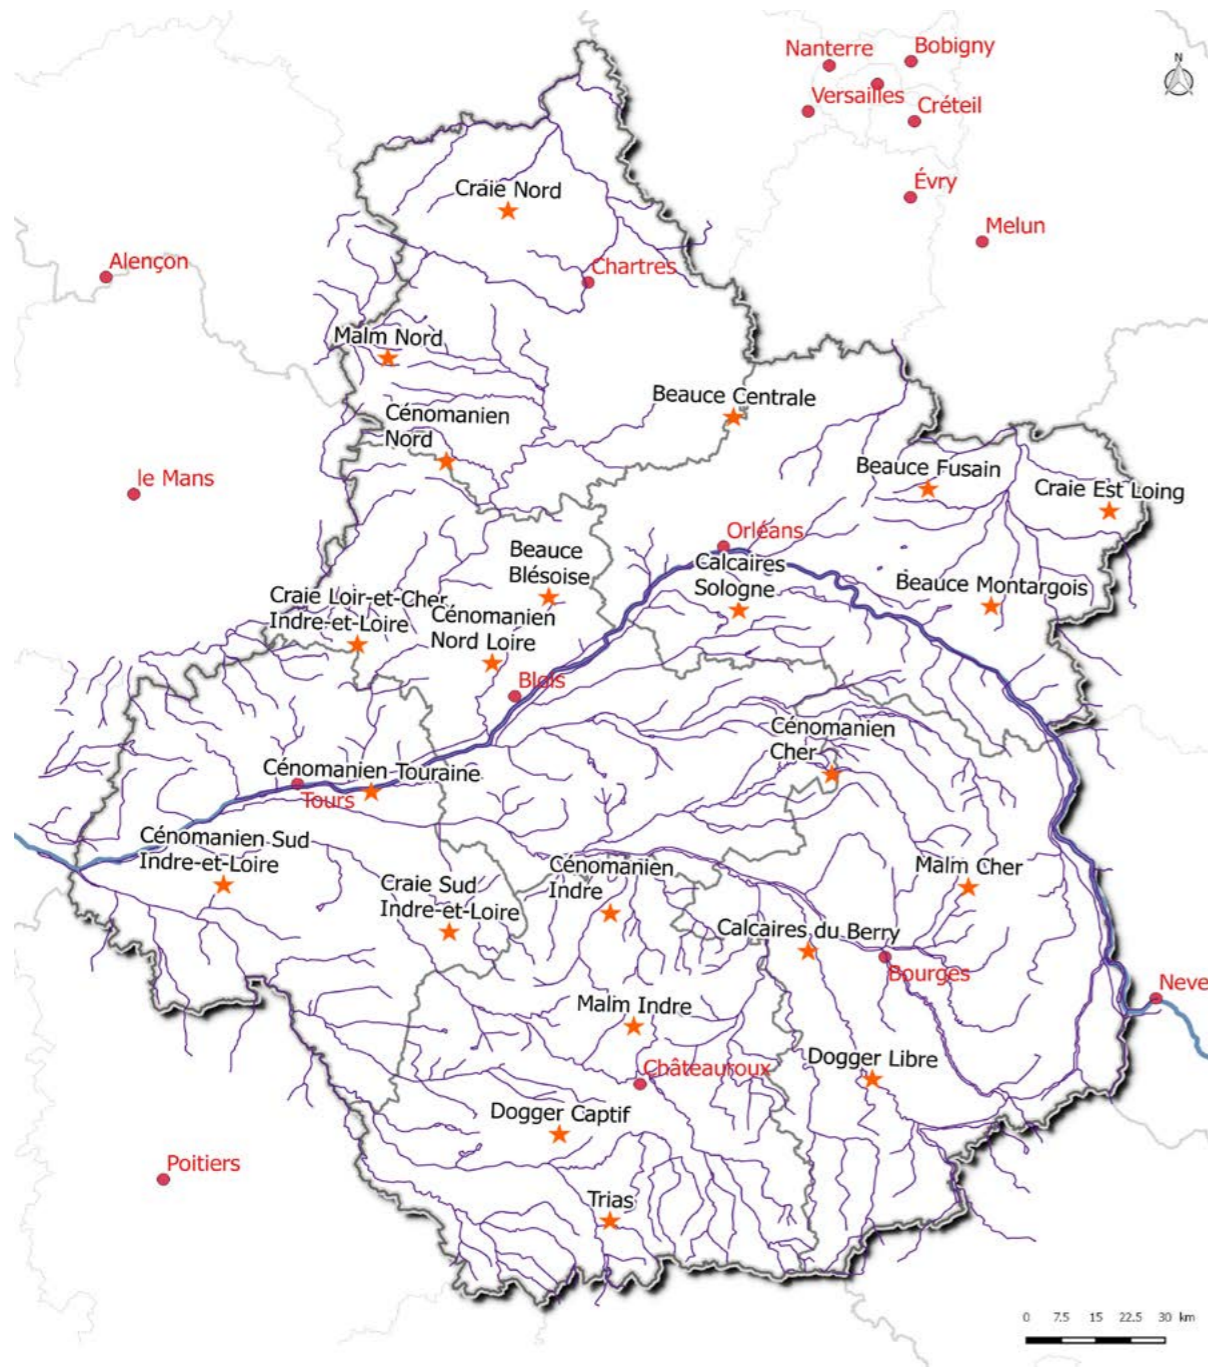 Nanterre
Bobigny
N
Versailles
Créteil
Évry
Craie Nord
Melun
Alençon
Chartres
Malm Nord
Beauce Centrale
Cénomanien
Nord
Beauce Fusain
le Mans
Craie Est Loing
Orléans
Beauce
Blésoise
Calcaires
Sologne
Beauce Montargois
Craie Loir-et-Cher
Indre-et-Loire
Cénomanien
Nord Loire
Blois
Cénomanien
Cher
Cénomanien Touraine
Tours
Cénomanien Sud
Indre-et-Loire
Craie Sud
Indre-et-Loire
Cénomanien
Indre
Malm Cher
Calcaires du Berry
Bourges
Neve
Malm Indre
Dogger Libre
Châteauroux
Dogger Captif
Poitiers
Trias
0 7.5 15 22.5 30 km